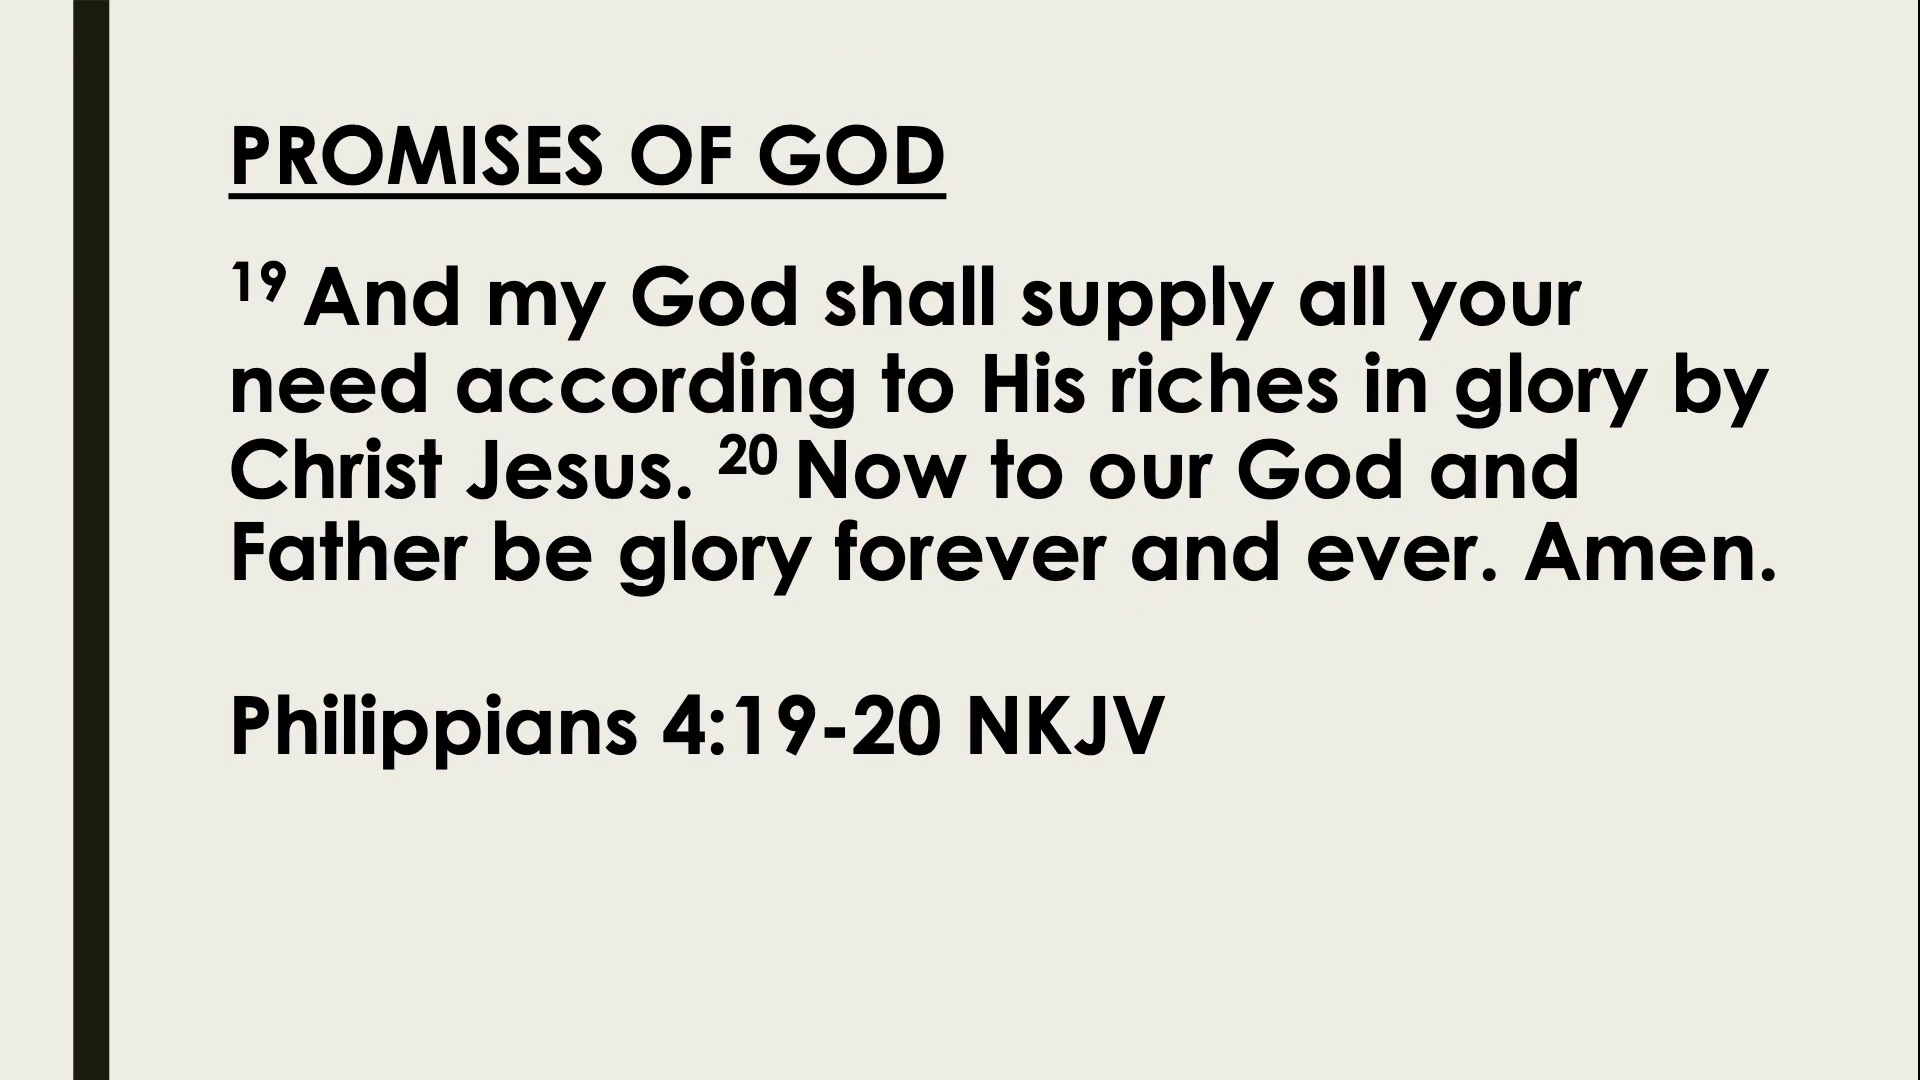 PROMISES OF GOD
19 And my God shall supply all your
need according to His riches in glory by
Christ Jesus. 20 Now to our God and
Father be glory forever and ever. Amen.
Philippians 4:19-20 NKJV